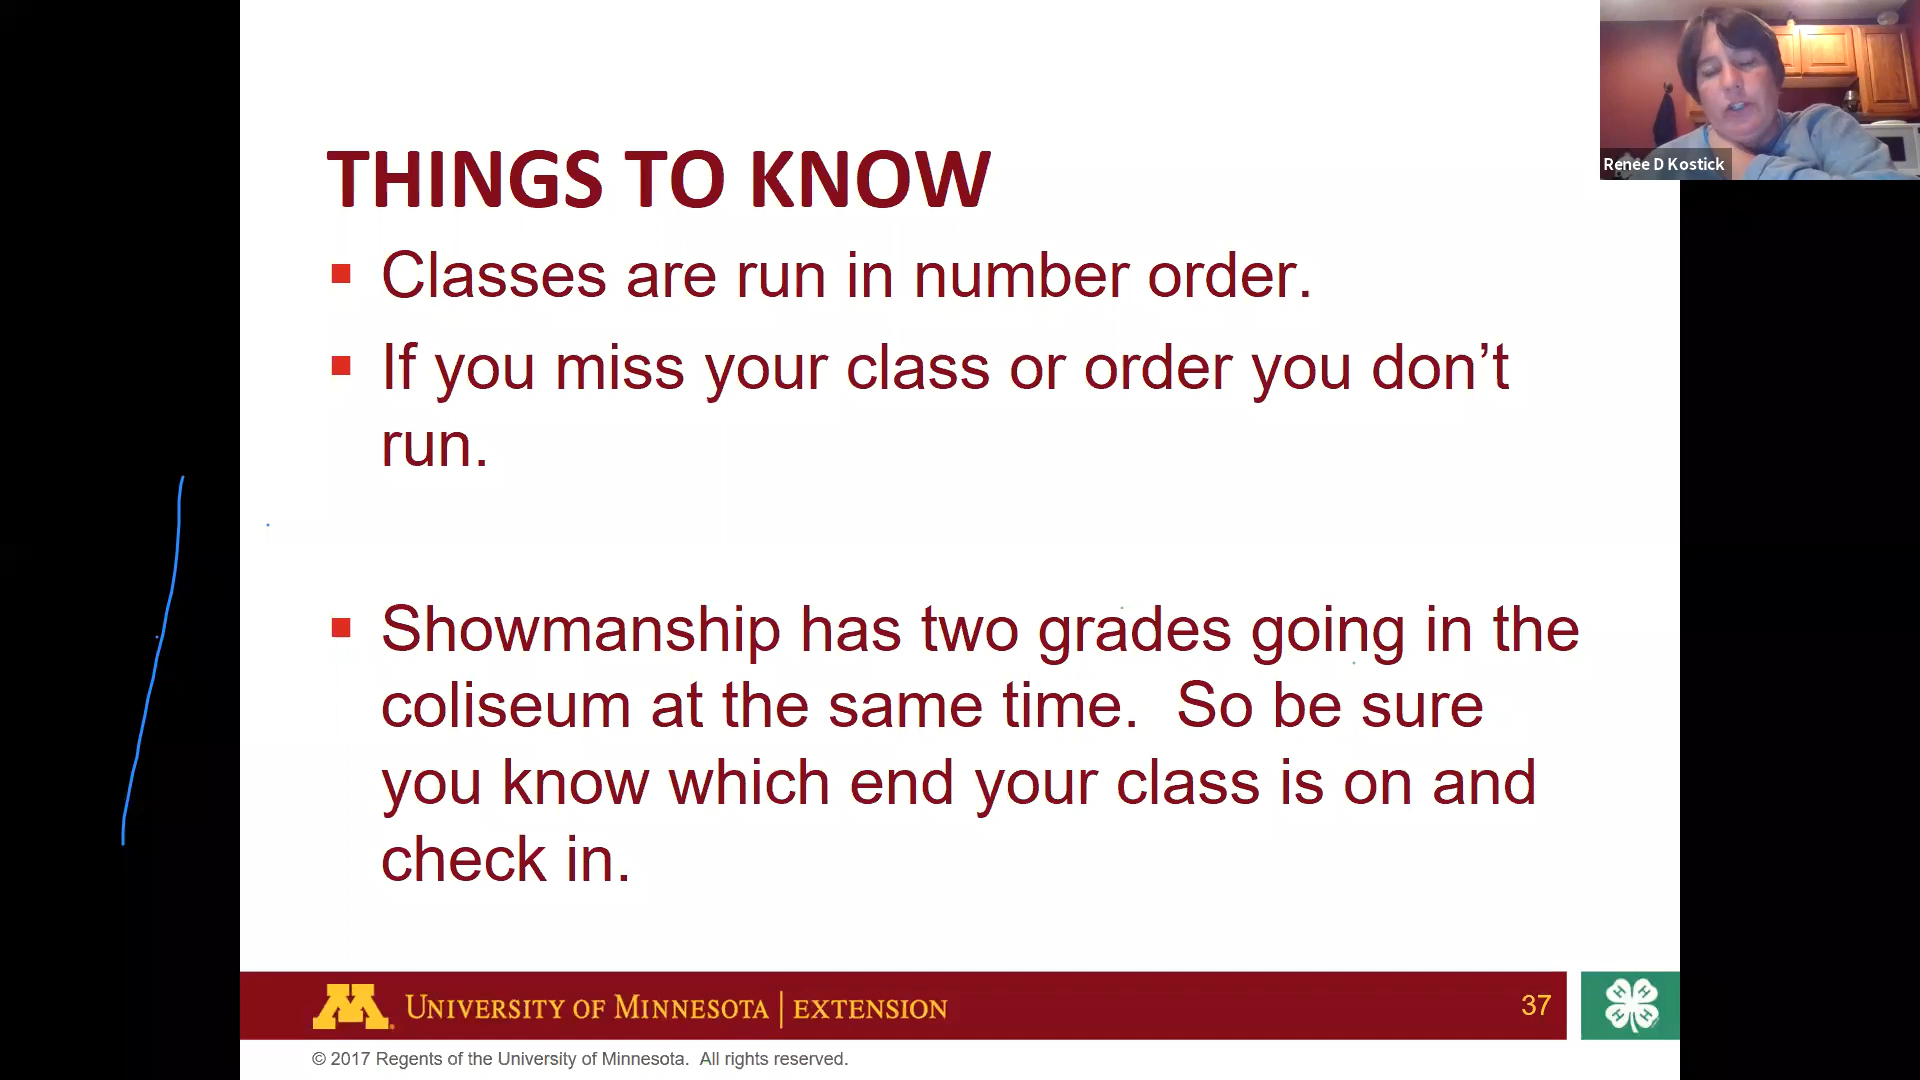 Renée D Kostick
THINGS TO KNOW
Classes are run in number order.
If you miss your class or order you don’t
run.
Showmanship has two grades going in the
coliseum at the same time.  So be sure
you know which end your class is on and
check in.
M UNIVERSITY OF MINNESOTA | EXTENSION
37
H H H H
© 2017 Regents of the University of Minnesota.  All rights reserved.